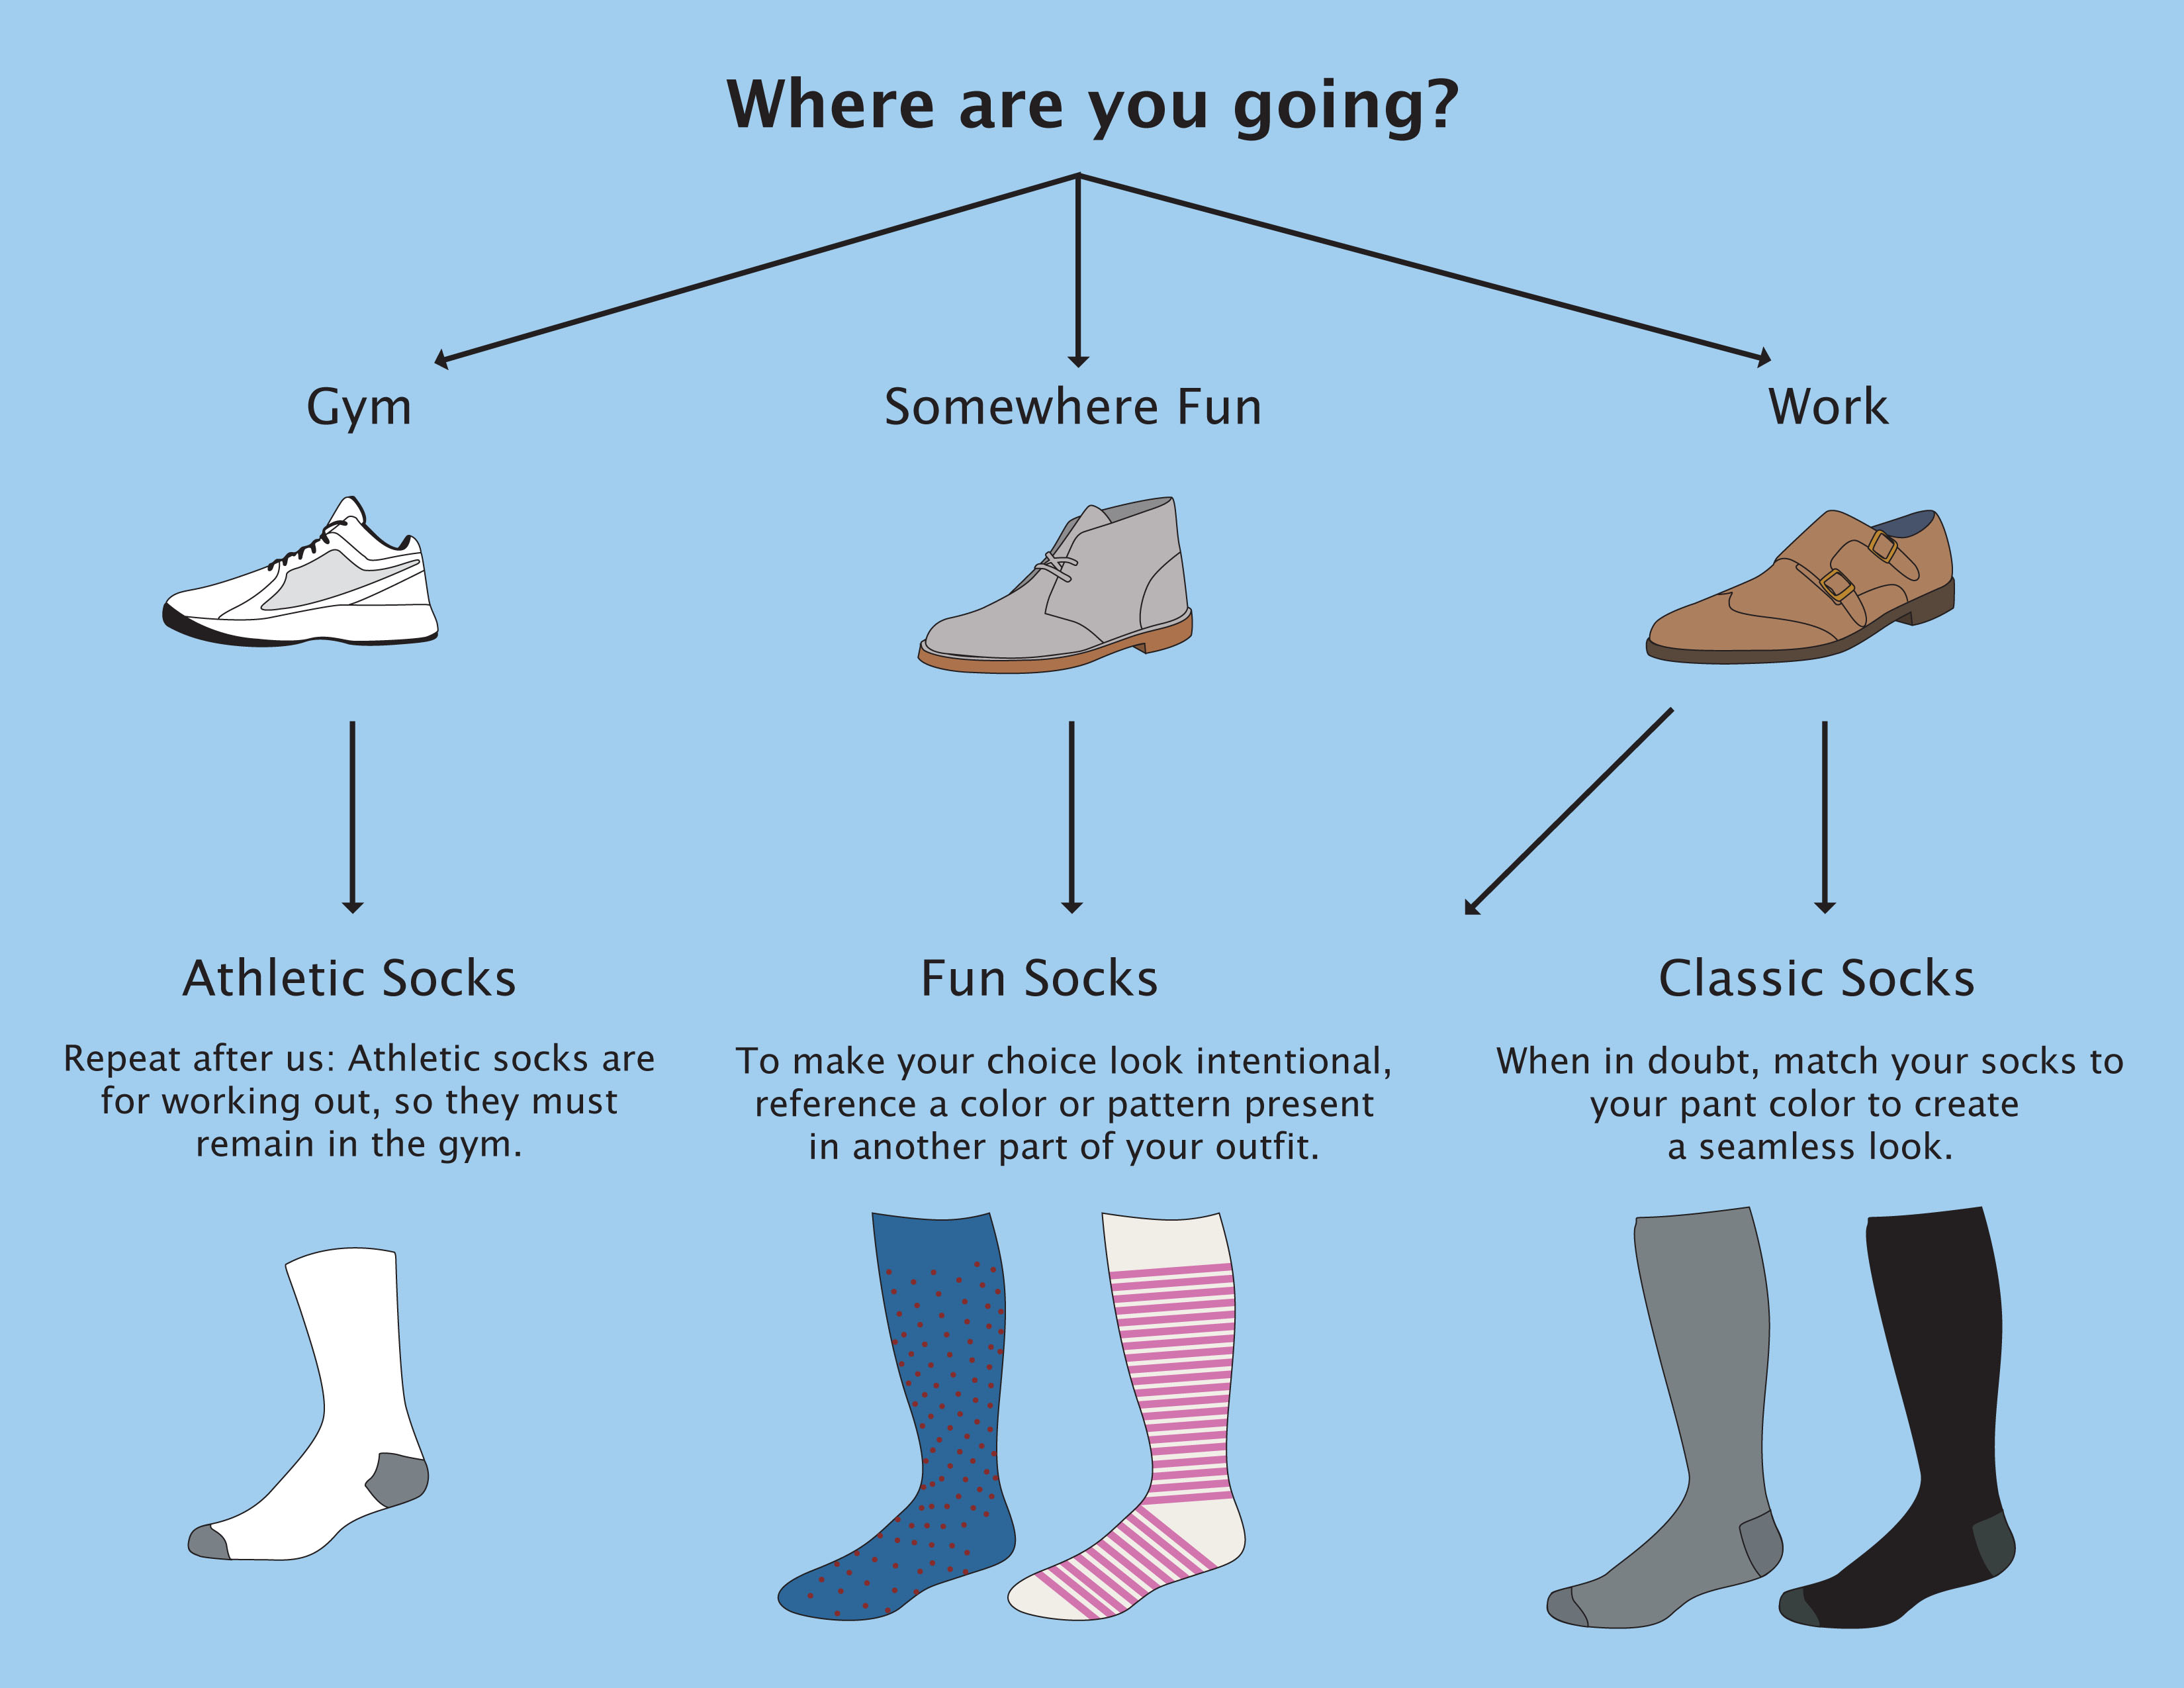 Where are you going?
Gym
Somewhere Fun
Work
Athletic Socks
Repeat after us: Athletic socks are
for working out, so they must
remain in the gym.
Fun Socks
To make your choice look intentional,
reference a color or pattern present
in another part of your outfit.
Classic Socks
When in doubt, match your socks to
your pant color to create
a seamless look.